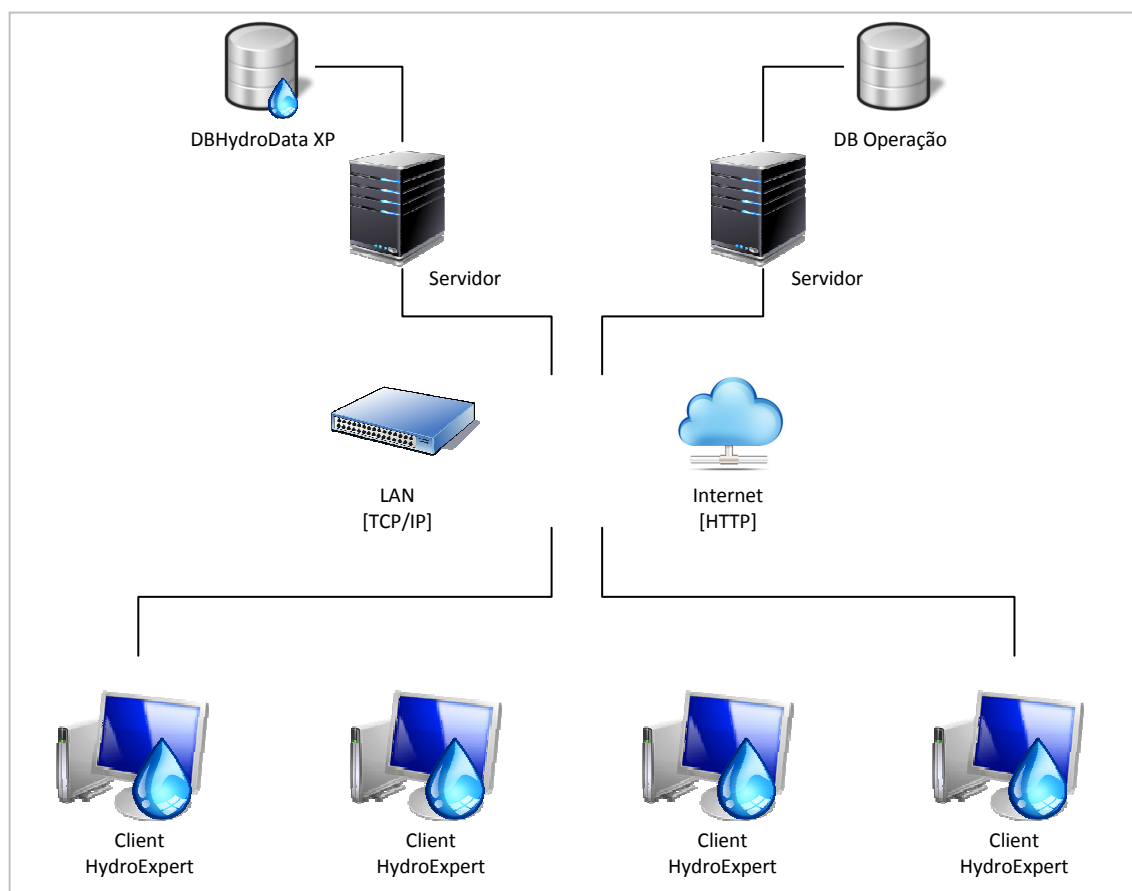 DBHydroData XP
DB Operação
Servidor
Servidor
LAN
[TCP/IP]
Internet
[HTTP]
Client
HydroExpert
Client
HydroExpert
Client
HydroExpert
Client
HydroExpert